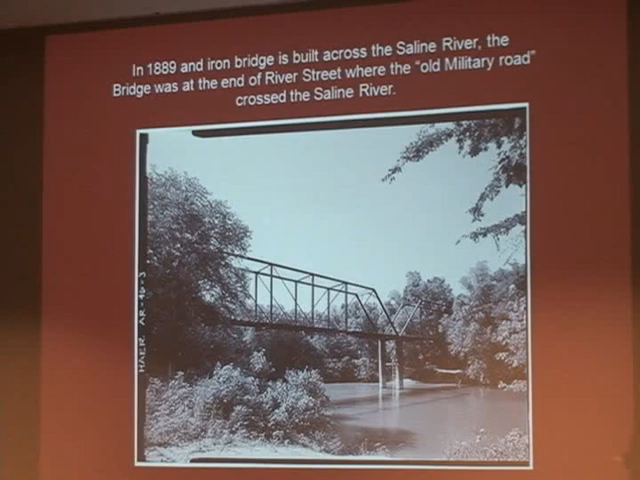 In 1889 and iron bridge is built across the Saline River, the
Bridge was at the end of River Street where the "old Military road"
crossed the Saline River.
HAER AR-46-3